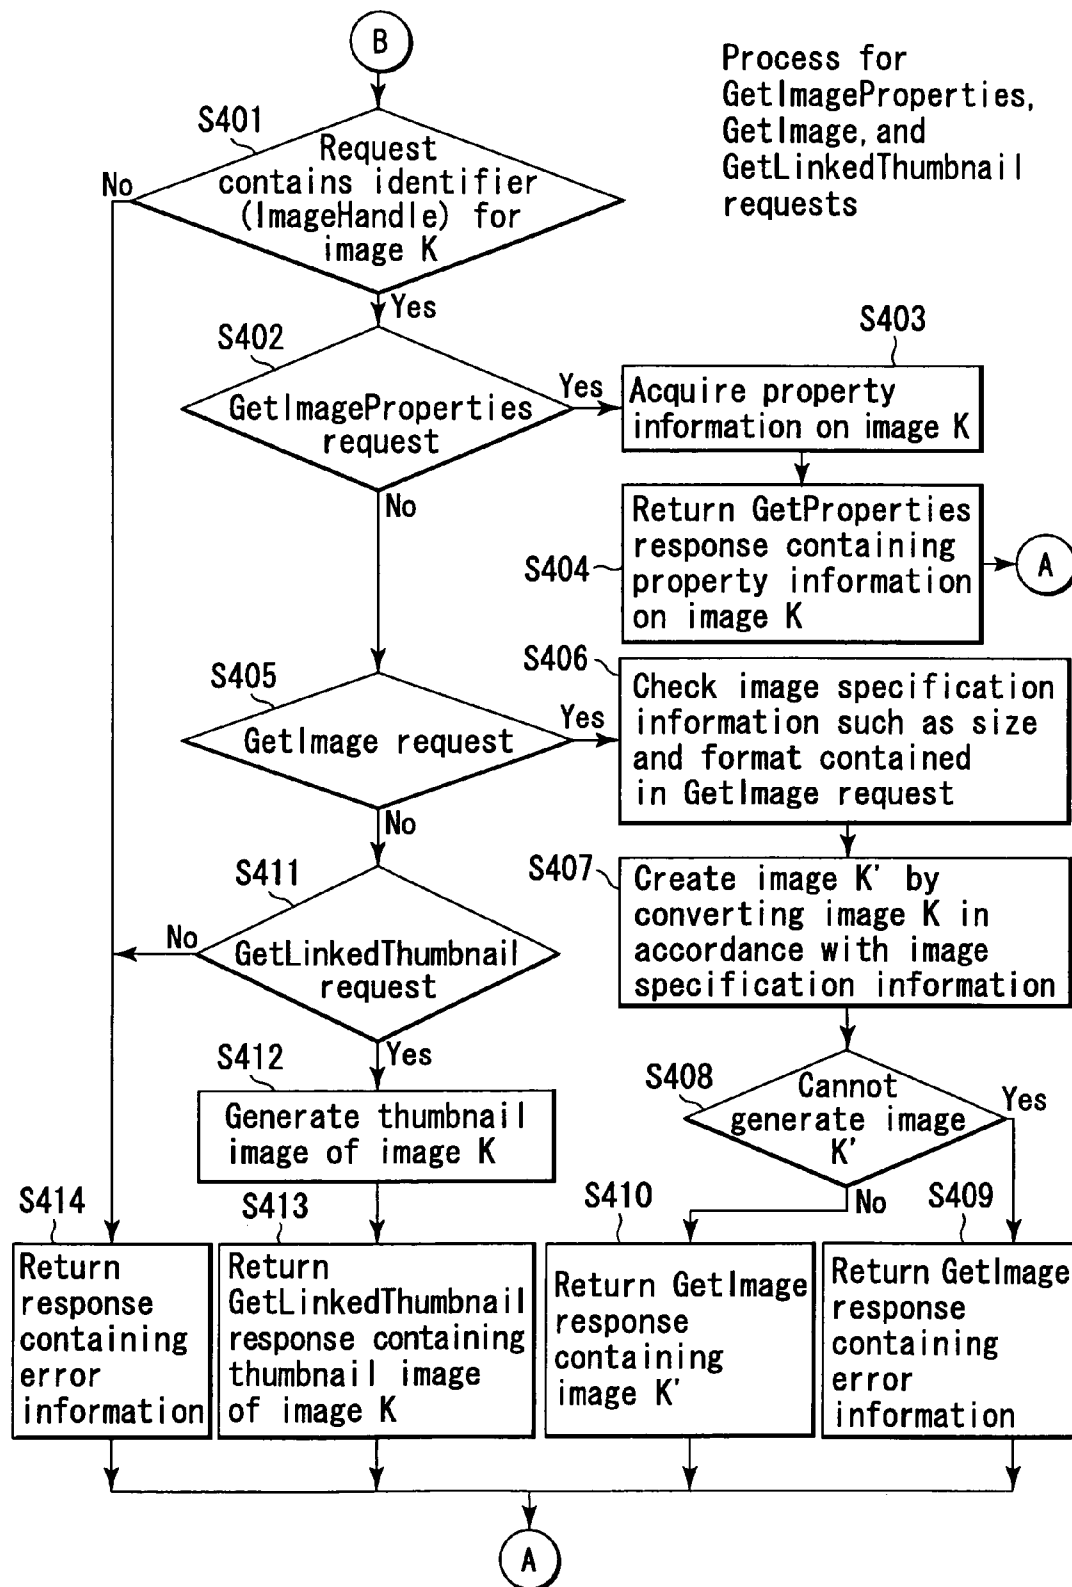 B
Process for
GetImageProperties,
GetImage, and
GetLinkedThumbnail
requests
S401
Request
contains identifier
(ImageHandle) for
image K
No
Yes
S402
GetImageProperties
request
Yes
No
S403
Acquire property
information on image K
S404
Return GetProperties
response containing
property information
on image K
A
S405
GetImage request
Yes
No
S406
Check image specification
information such as size
and format contained
in GetImage request
S407
Create image K' by
converting image K in
accordance with image
specification information
S411
GetLinkedThumbnail
request
No
Yes
S408
Cannot
generate image
K'
Yes
No
S412
Generate thumbnail
image of image K
S414
Return
response
containing
error
information
S413
Return
GetLinkedThumbnail
response containing
thumbnail image
of image K
S410
Return GetImage
response
containing
image K'
S409
Return GetImage
response
containing
error
information
A